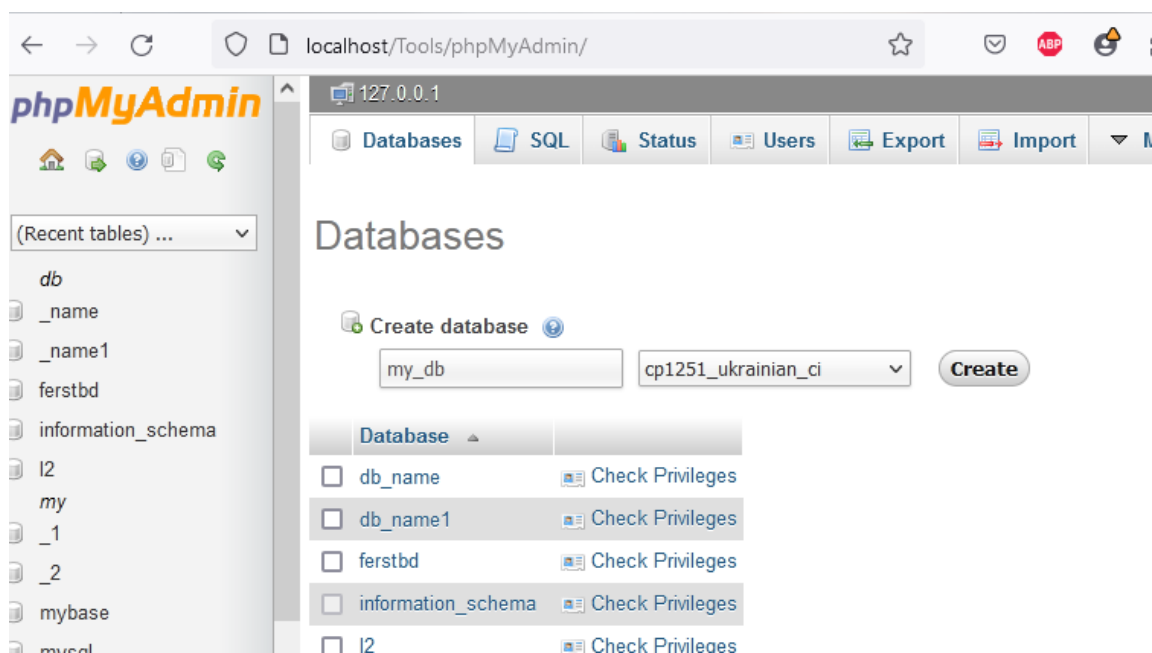 localhost/Tools/phpMyAdmin/
ABP
phpMyAdmin
(Recent tables) ...
db
_name
_name1
ferstbd
information_schema
l2
my
_1
_2
mybase
mysql
127.0.0.1
Databases SQL Status Users Export Import
Databases
Create database
my_db cp1251_ukrainian_ci Create
Database
db_name Check Privileges
db_name1 Check Privileges
ferstbd Check Privileges
information_schema Check Privileges
l2 Check Privileges